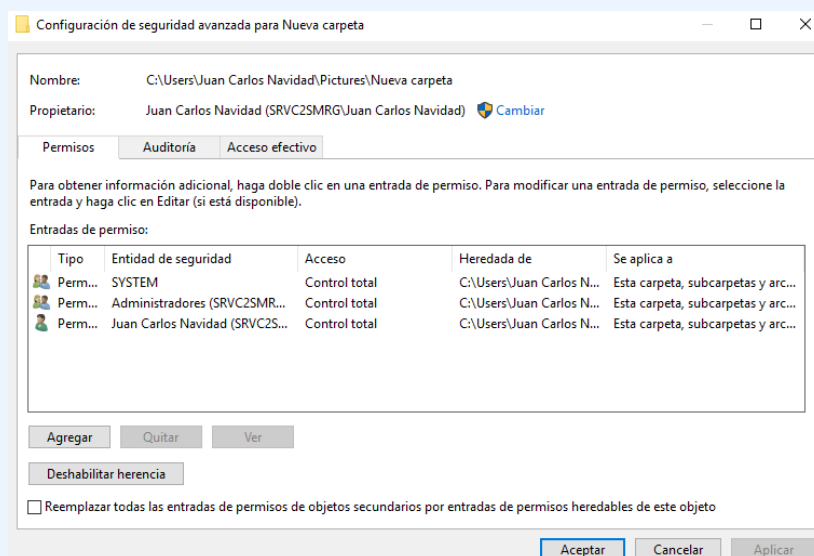 Configuración de seguridad avanzada para Nueva carpeta
Nombre: C:\Users\Juan Carlos Navidad\Pictures\Nueva carpeta
Propietario: Juan Carlos Navidad (SRVC2SMRG\Juan Carlos Navidad) Cambiar
Permisos Auditoría Acceso efectivo
Para obtener información adicional, haga doble clic en una entrada de permiso. Para modificar una entrada de permiso, seleccione la
entrada y haga clic en Editar (si está disponible).
Entradas de permiso:
Tipo Entidad de seguridad Acceso Heredada de Se aplica a
Perm... SYSTEM Control total C:\Users\Juan Carlos N... Esta carpeta, subcarpetas y arc...
Perm... Administradores (SRVC2SMR... Control total C:\Users\Juan Carlos N... Esta carpeta, subcarpetas y arc...
Perm... Juan Carlos Navidad (SRVC2S... Control total C:\Users\Juan Carlos N... Esta carpeta, subcarpetas y arc...
Agregar Quitar Ver
Deshabilitar herencia
Reemplazar todas las entradas de permisos de objetos secundarios por entradas de permisos heredables de este objeto
Aceptar Cancelar Aplicar